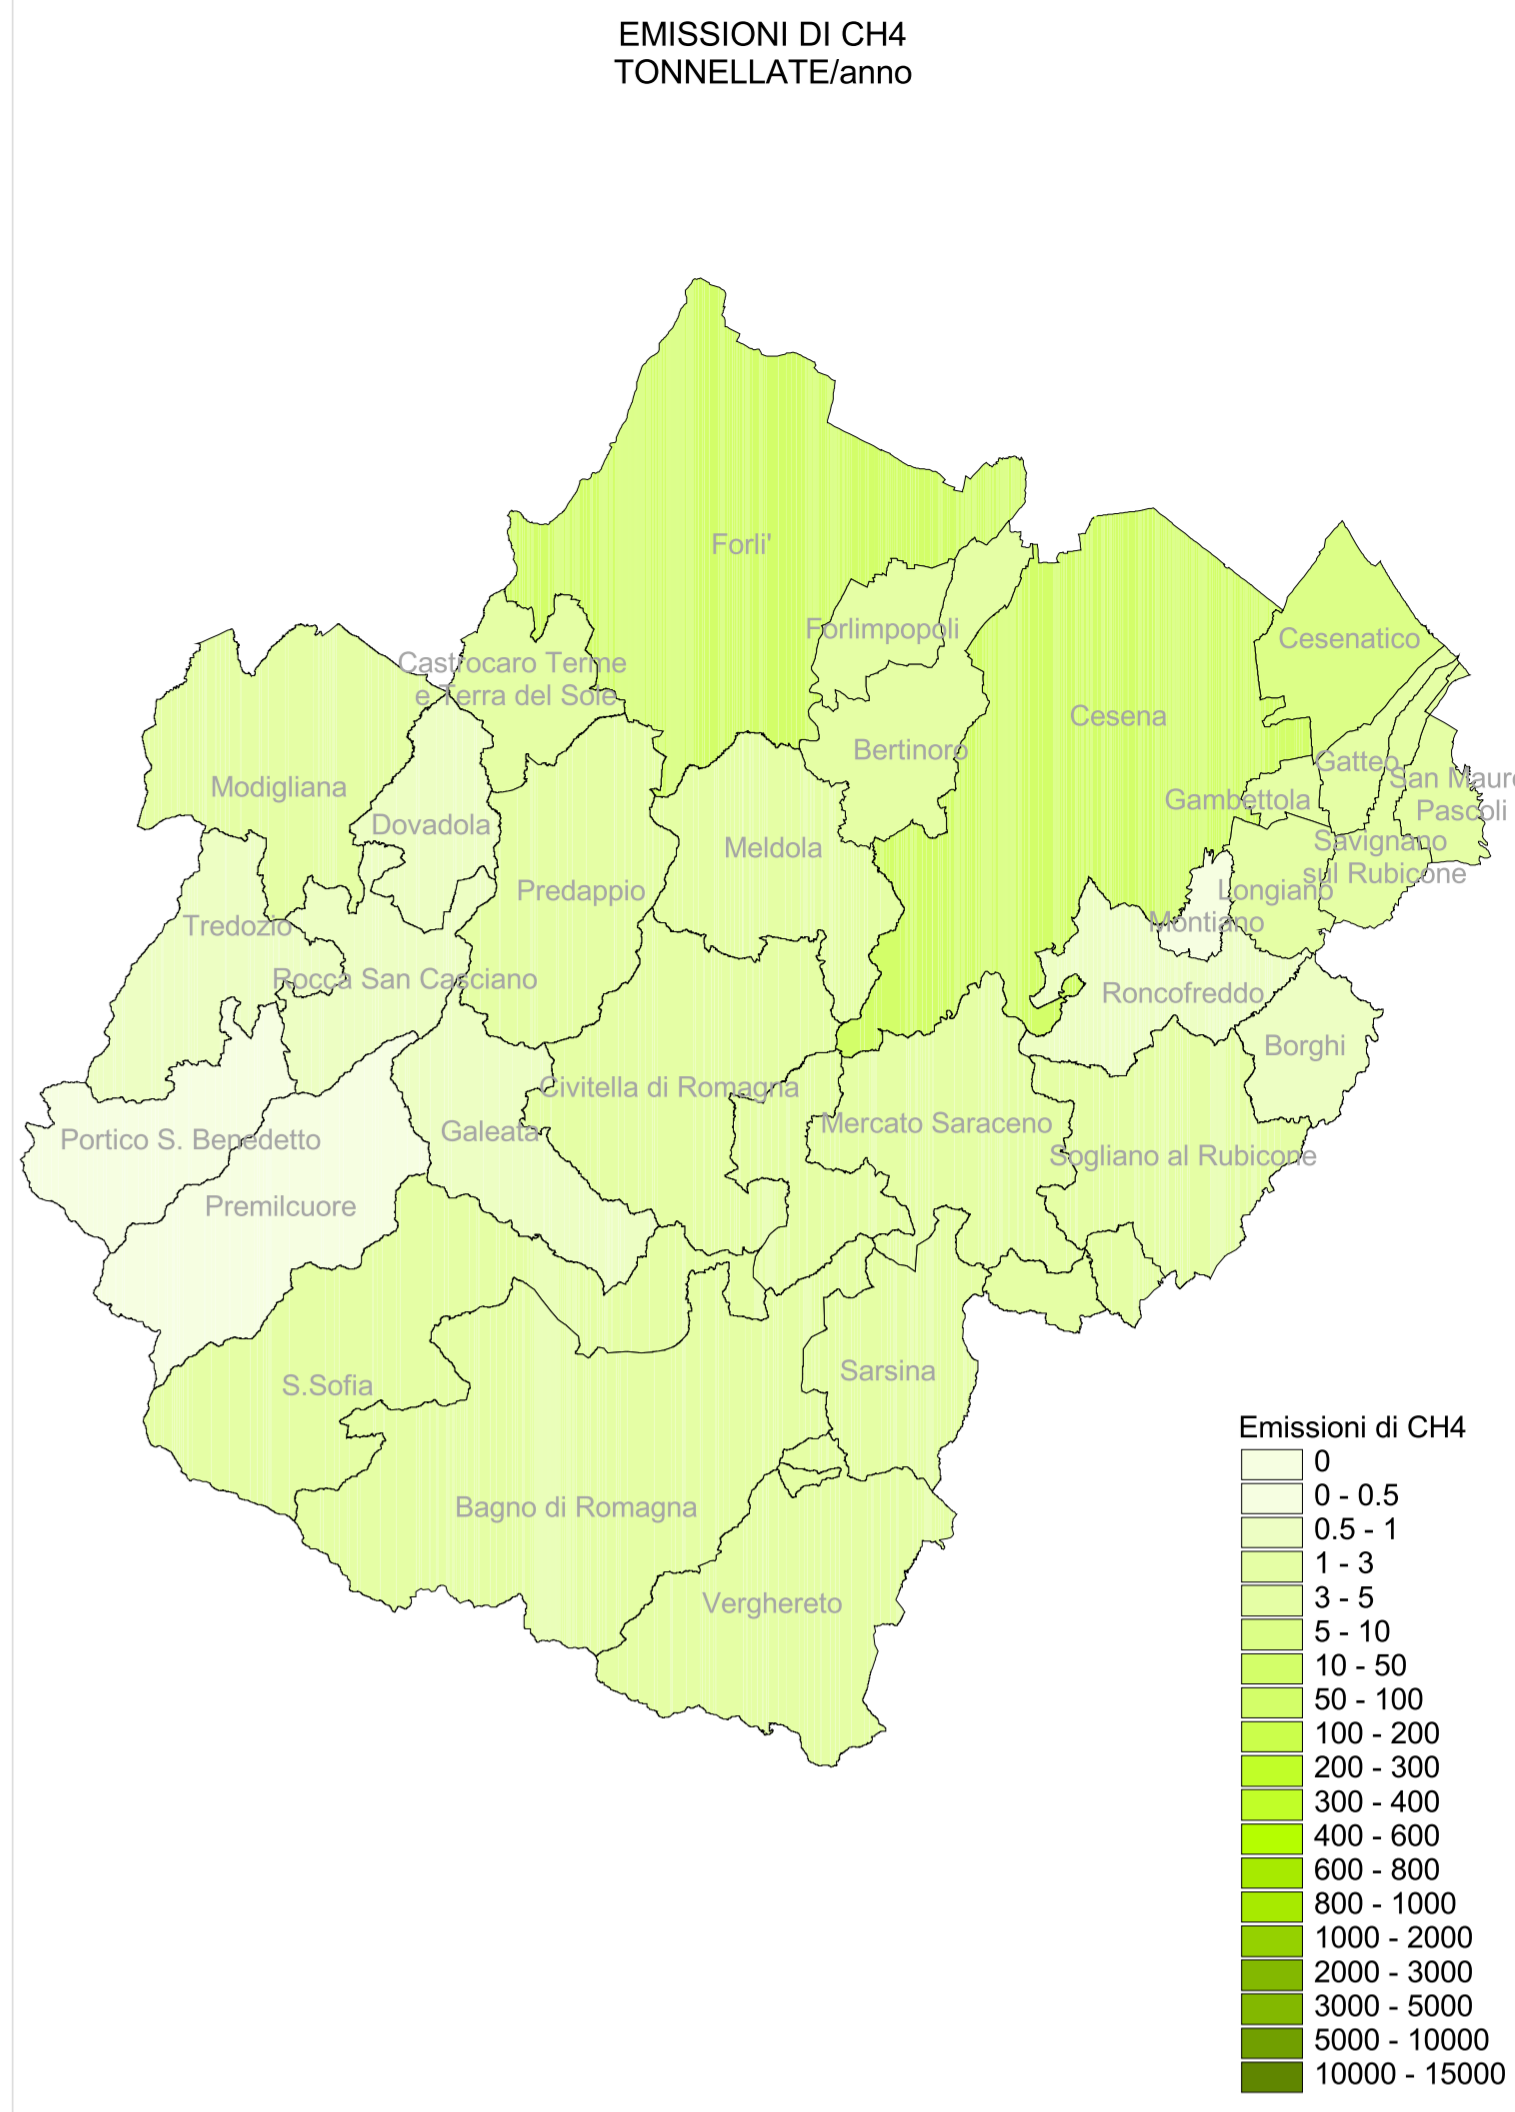 EMISSIONI DI CH4
TONNELLATE/anno
Forli'
Forlimpopoli
Cesenatico
Castrocaro Terme
e Terra del Sole
Cesena
Bertinoro
Gatteo
San Mauro
Pascoli
Modigliana
Gambettola
Dovadola
Meldola
Savignano
sul Rubicone
Predappio
Longiano
Tredozio
Montiano
Rocca San Casciano
Roncofreddo
Borghi
Civitella di Romagna
Mercato Saraceno
Portico S. Benedetto
Galeata
Sogliano al Rubicone
Premilcuore
Sarsina
S.Sofia
Bagno di Romagna
Verghereto
Emissioni di CH4
0
0 - 0.5
0.5 - 1
1 - 3
3 - 5
5 - 10
10 - 50
50 - 100
100 - 200
200 - 300
300 - 400
400 - 600
600 - 800
800 - 1000
1000 - 2000
2000 - 3000
3000 - 5000
5000 - 10000
10000 - 15000